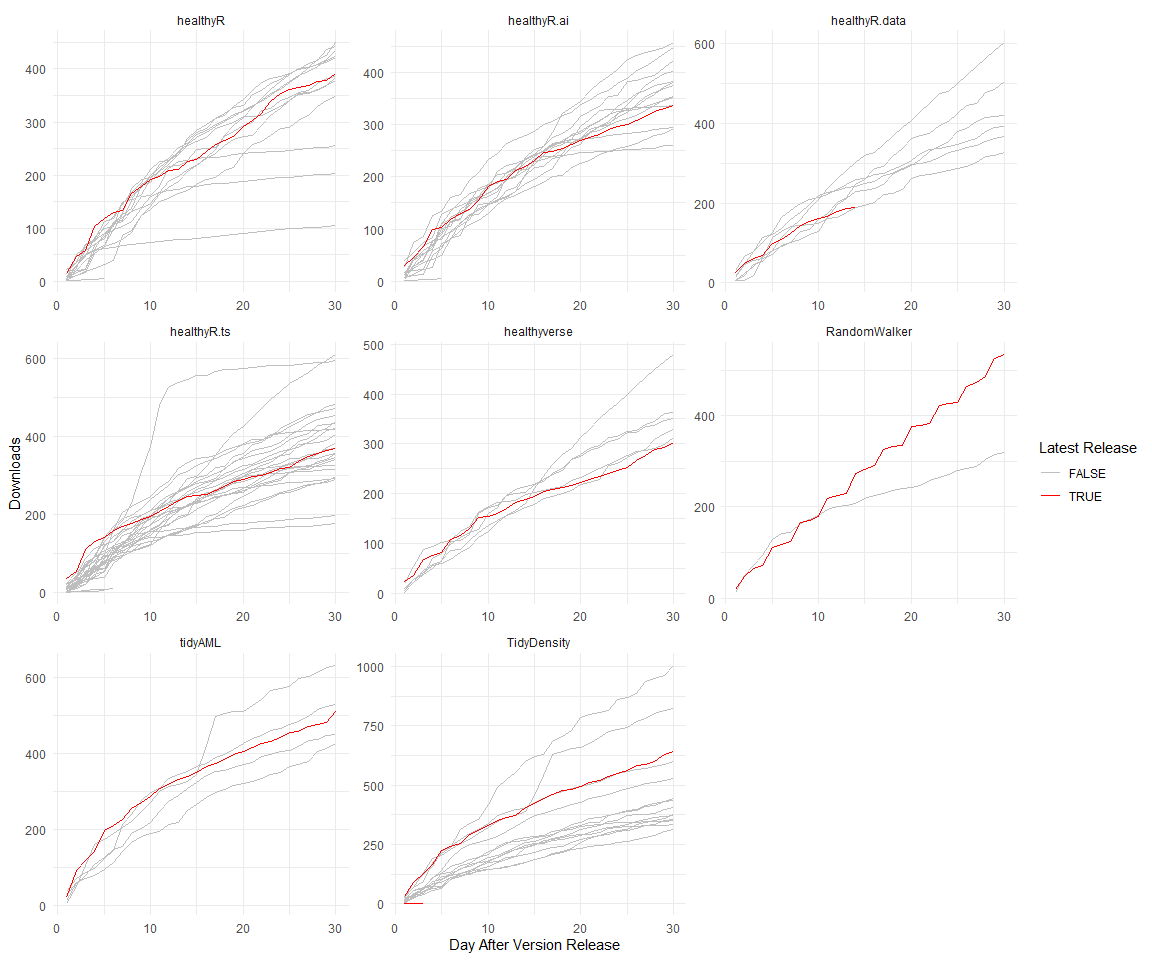 healthyR healthyR.ai healthyR.data
400 400 600
300 300 400
200 200 200
100 100
0 0 0
0 10 20 30 0 10 20 30 0 10 20 30
healthyR.ts healthyverse RandomWalker
600 500 400
400 400 200
200 300 0
0 200
100
0
0 10 20 30 0 10 20 30 0 10 20 30
tidyAML TidyDensity
600 1000
400 750
200 500
0 250
0
0 10 20 30 0 10 20 30
Downloads
Day After Version Release
Latest Release
FALSE
TRUE